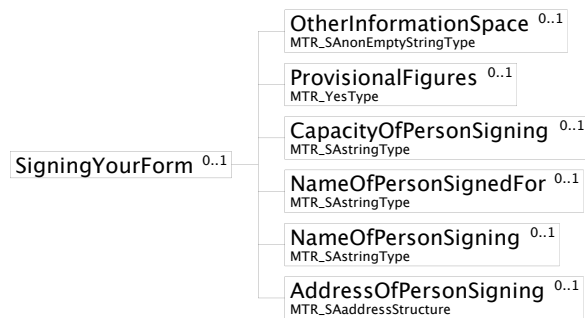 OtherInformationSpace 0..1
MTR_SAnonEmptyStringType
ProvisionalFigures 0..1
MTR_YesType
CapacityOfPersonSigning 0..1
MTR_SAstringType
SigningYourForm 0..1
NameOfPersonSignedFor 0..1
MTR_SAstringType
NameOfPersonSigning 0..1
MTR_SAstringType
AddressOfPersonSigning 0..1
MTR_SAaddressStructure